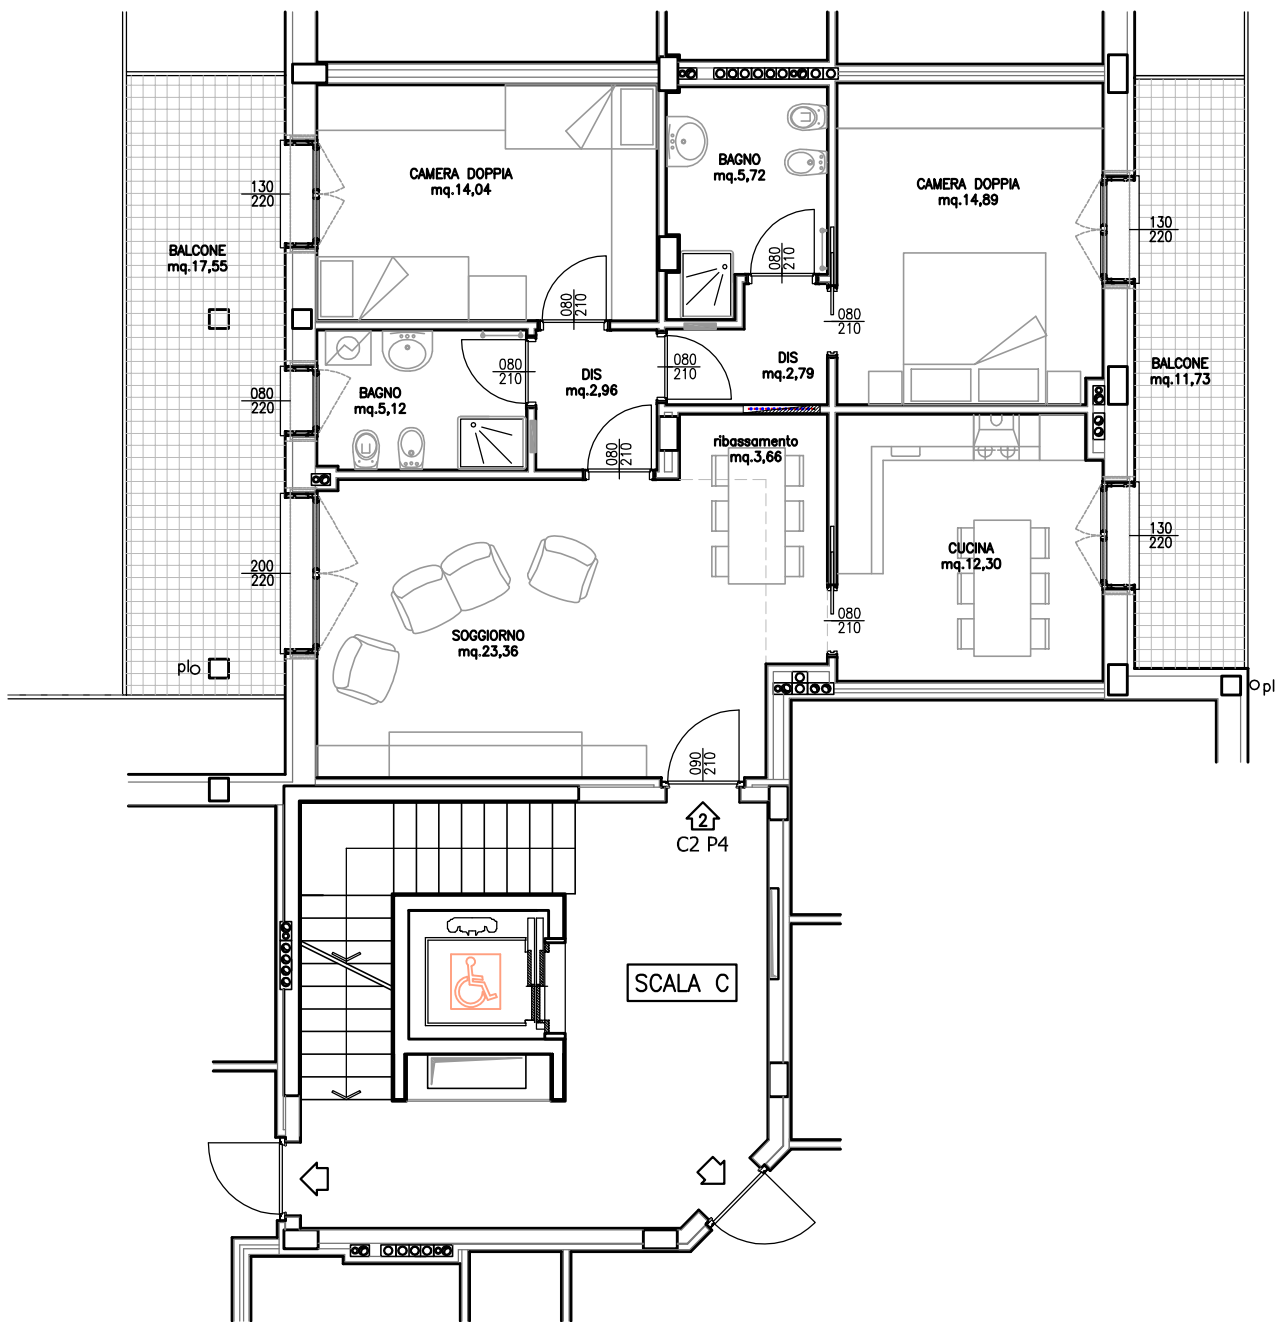 BAGNO
mq.5,72
CAMERA DOPPIA
mq.14,04
CAMERA DOPPIA
mq.14,89
130
220
130
220
BALCONE
mq.17,55
080
210
080
210
080
210
BALCONE
mq.11,73
080
210
080
210
DIS
mq.2,96
DIS
mq.2,79
080
220
BAGNO
mq.5,12
ribassamento
mq.3,66
080
210
130
220
CUCINA
mq.12,30
200
220
080
210
SOGGIORNO
mq.23,36
pl
pl
090
210
2
C2 P4
SCALA C